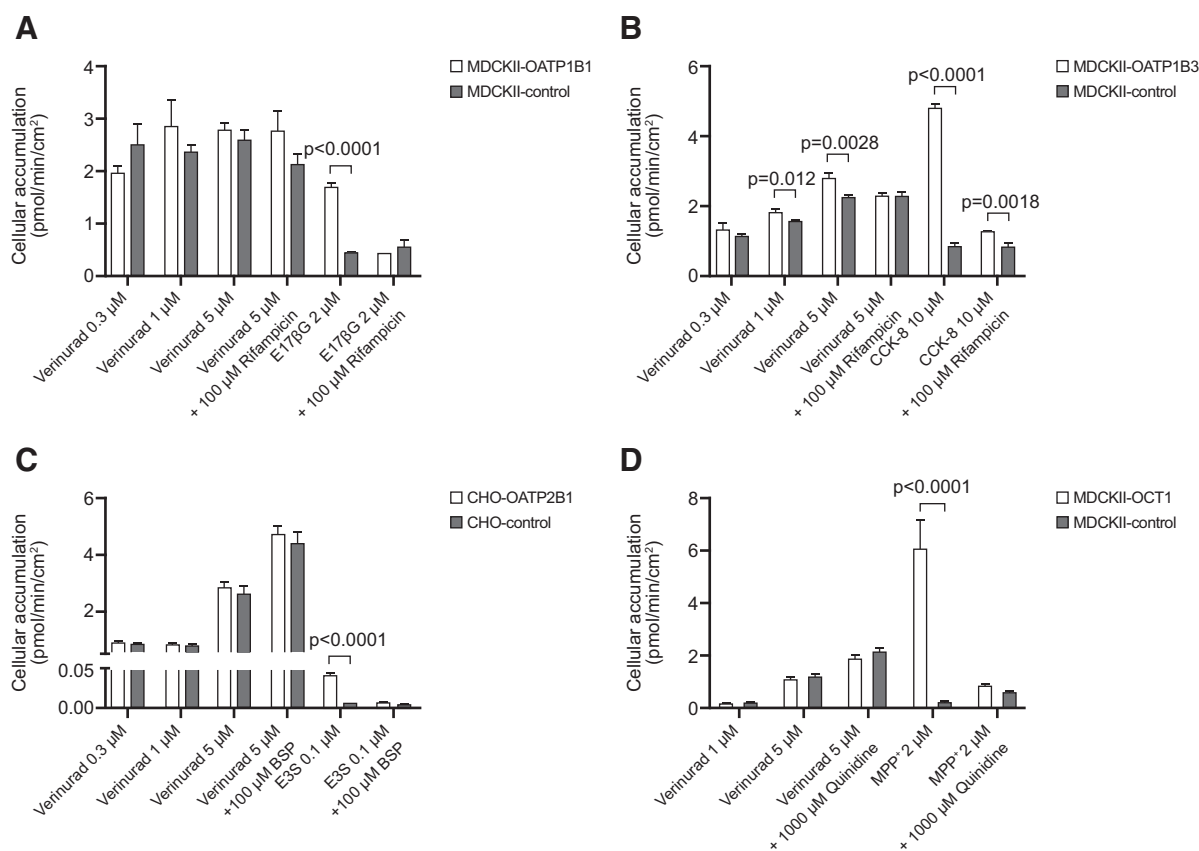 A
Cellular accumulation
(pmol/min/cm²)
4
3
2
1
0
p<0.0001
MDCKII-OATP1B1
MDCKII-control
Verinurad 0.3 µM
Verinurad 1 µM
Verinurad 5 µM
Verinurad 5 µM
+ 100 µM Rifampicin
E17βG 2 µM
E17βG 2 µM
+ 100 µM Rifampicin
B
Cellular accumulation
(pmol/min/cm²)
6
4
2
0
p=0.012
p=0.0028
p<0.0001
p=0.0018
MDCKII-OATP1B3
MDCKII-control
Verinurad 0.3 µM
Verinurad 1 µM
Verinurad 5 µM
Verinurad 5 µM
+ 100 µM Rifampicin
CCK-8 10 µM
CCK-8 10 µM
+ 100 µM Rifampicin
C
Cellular accumulation
(pmol/min/cm²)
6
4
2
0.05
0.00
p<0.0001
CHO-OATP2B1
CHO-control
Verinurad 0.3 µM
Verinurad 1 µM
Verinurad 5 µM
Verinurad 5 µM
+100 µM BSP
E3S 0.1 µM
E3S 0.1 µM
+100 µM BSP
D
Cellular accumulation
(pmol/min/cm²)
8
6
4
2
0
p<0.0001
MDCKII-OCT1
MDCKII-control
Verinurad 1 µM
Verinurad 5 µM
Verinurad 5 µM
+ 1000 µM Quinidine
MPP⁺ 2 µM
MPP⁺ 2 µM
+ 1000 µM Quinidine